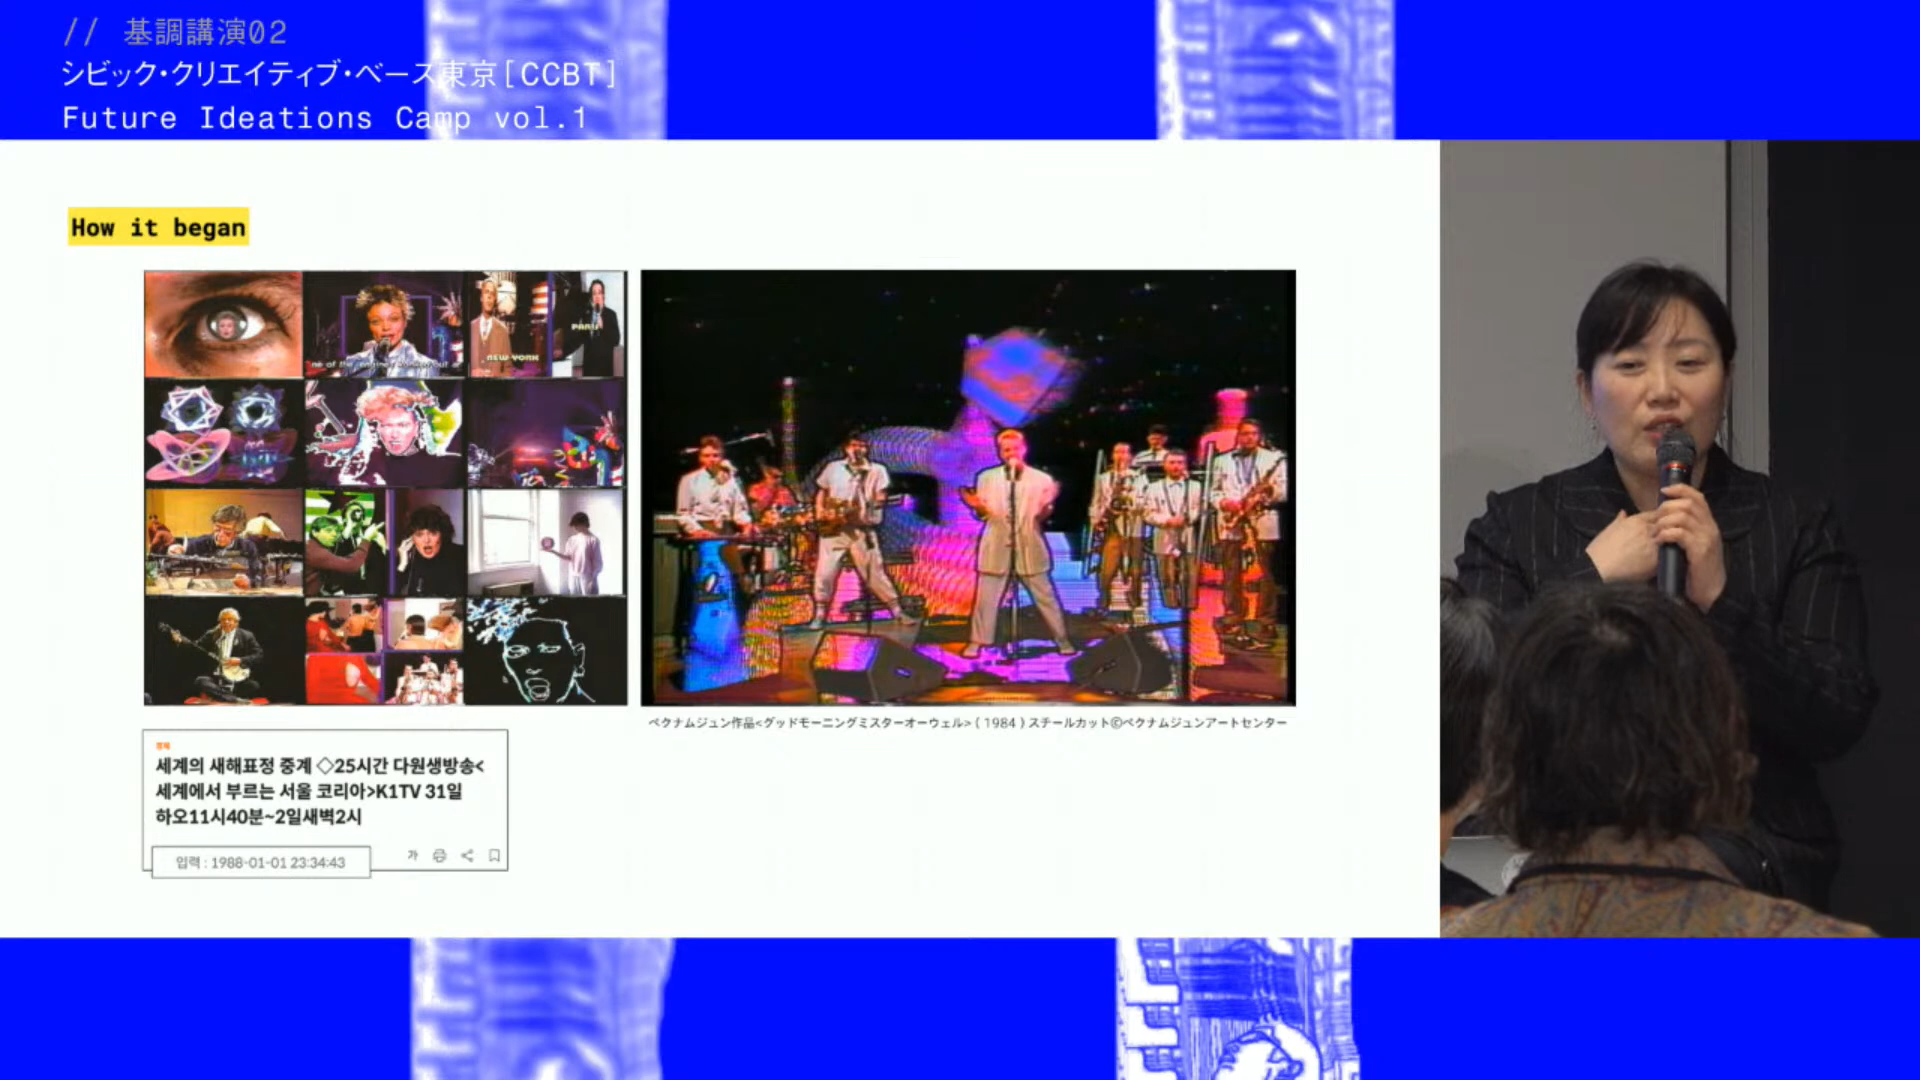 // 基調講演02
シビック・クリエイティブ・ベース東京[CCBT]
Future Ideations Camp vol.1
How it began
PARIS
NEW YORK
ペクナムジュン作品<グッドモーニングミスターオーウェル>(1984)スチールカット©ペクナムジュンアートセンター
경제
세계의 새해표정 중계 ◇25시간 다원생방송<
세계에서 부르는 서울 코리아>K1TV 31일
하오11시40분~2일새벽2시
입력 : 1988-01-01 23:34:43
가